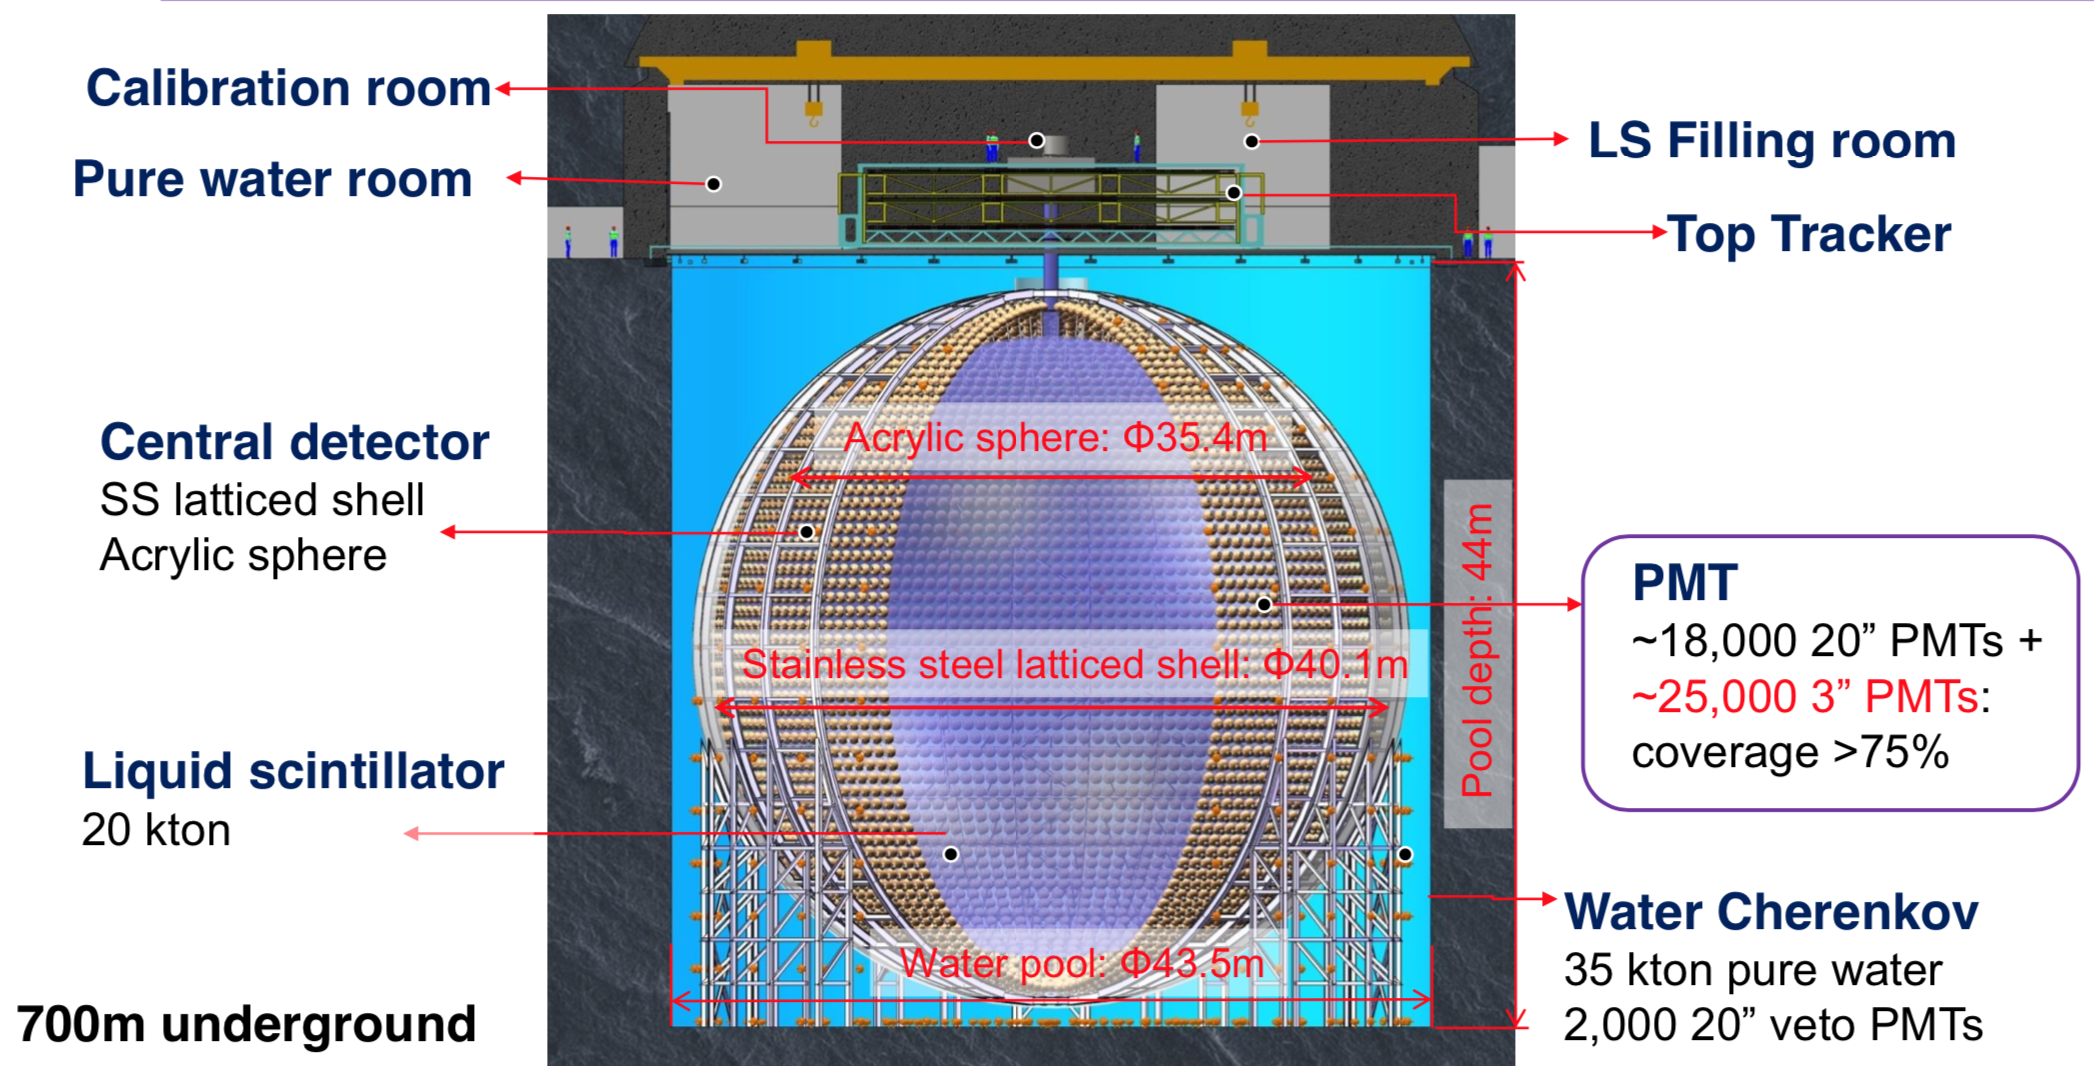 Calibration room
Pure water room
LS Filling room
Top Tracker
Central detector
SS latticed shell
Acrylic sphere
Acrylic sphere: Φ35.4m
Stainless steel latticed shell: Φ40.1m
Pool depth: 44m
PMT
~18,000 20” PMTs +
~25,000 3” PMTs:
coverage >75%
Liquid scintillator
20 kton
Water pool: Φ43.5m
Water Cherenkov
35 kton pure water
2,000 20” veto PMTs
700m underground